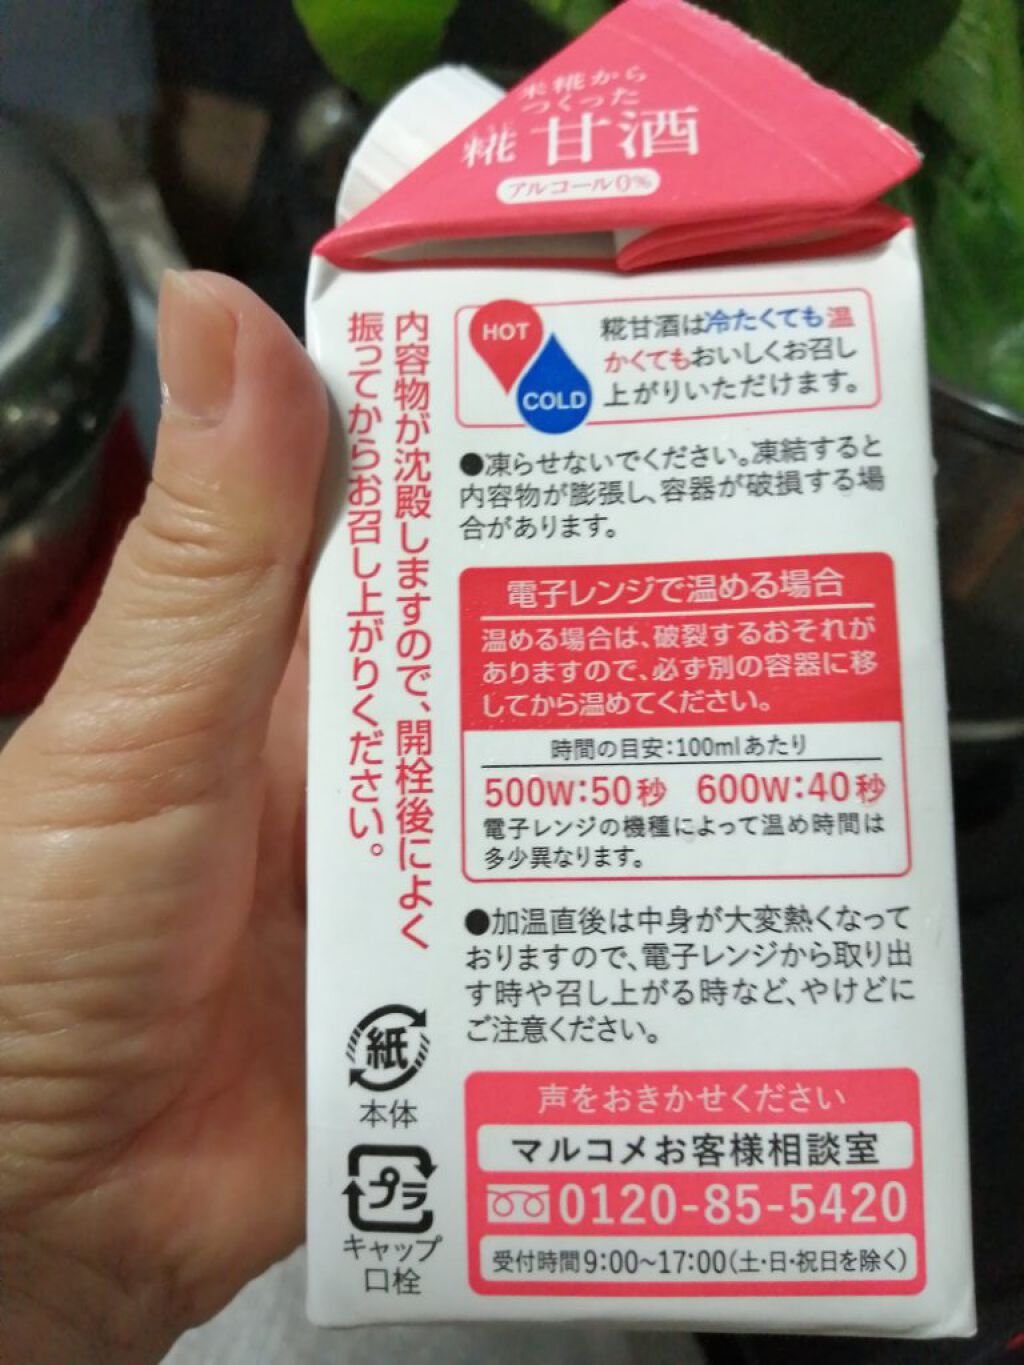 米糀から
つくった
糀 甘酒
アルコール0%
HOT
COLD
糀甘酒は冷たくても温
かくてもおいしくお召し
上がりいただけます。
内容物が沈殿しますので、開栓後によく
振ってからお召し上がりください。
●凍らせないでください。凍結すると
内容物が膨張し、容器が破損する場
合があります。
電子レンジで温める場合
温める場合は、破裂するおそれが
ありますので、必ず別の容器に移
してから温めてください。
時間の目安:100mlあたり
500W:50秒 600W:40秒
電子レンジの機種によって温め時間は
多少異なります。
●加温直後は中身が大変熱くなって
おりますので、電子レンジから取り出
す時や召し上がる時など、やけどに
ご注意ください。
紙
本体
プラ
キャップ
口栓
声をおきかせください
マルコメお客様相談室
0120-85-5420
受付時間9:00~17:00(土・日・祝日を除く)